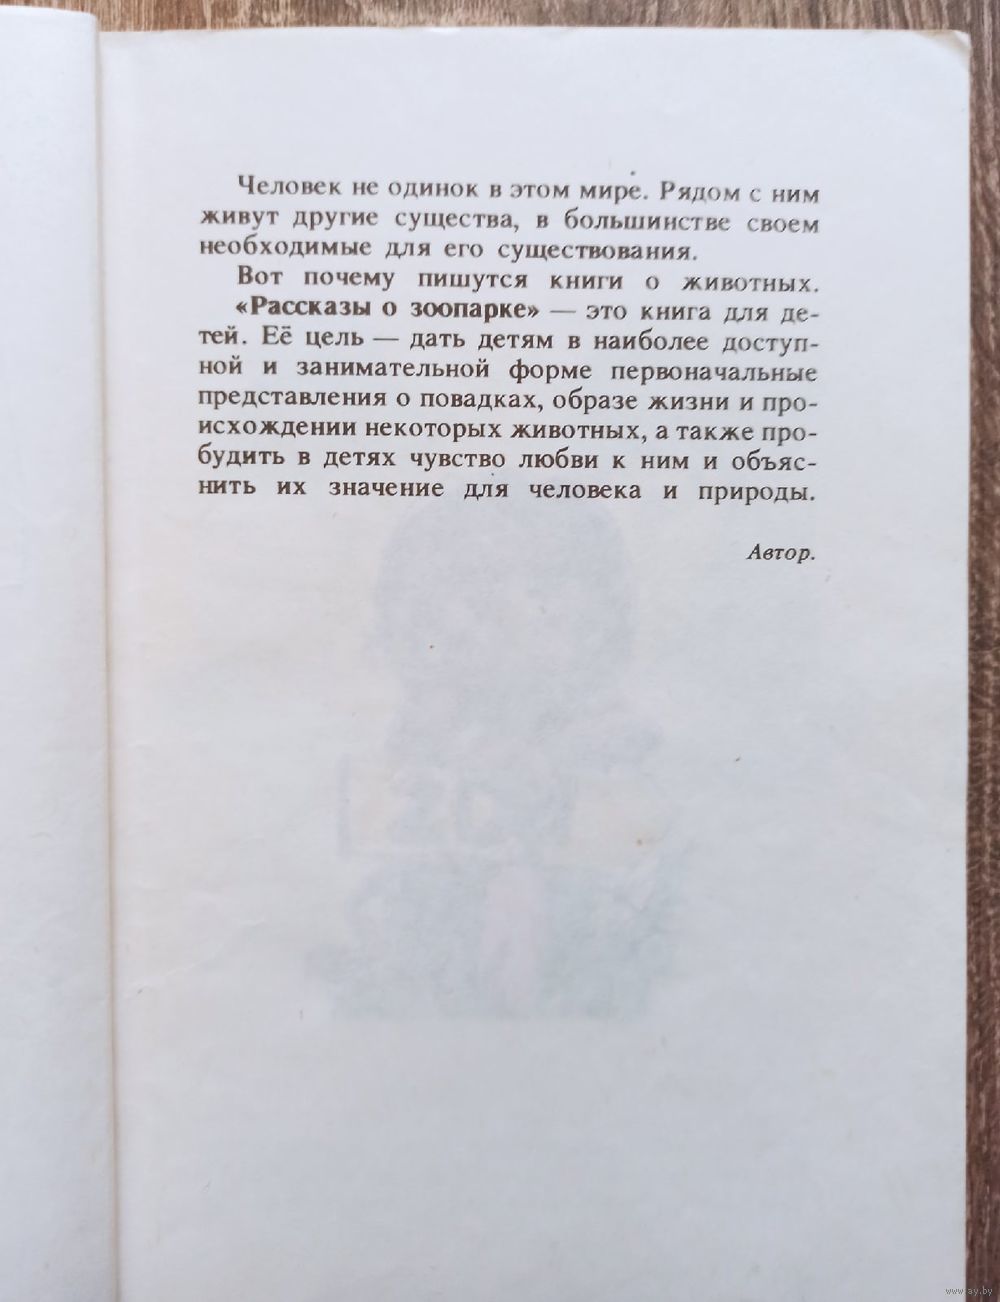 Человек не одинок в этом мире. Рядом с ним
живут другие существа, в большинстве своем
необходимые для его существования.
Вот почему пишутся книги о животных.
«Рассказы о зоопарке» — это книга для де-
тей. Её цель — дать детям в наиболее доступ-
ной и занимательной форме первоначальные
представления о повадках, образе жизни и про-
исхождении некоторых животных, а также про-
будить в детях чувство любви к ним и объяс-
нить их значение для человека и природы.
Автор.
www.ay.by